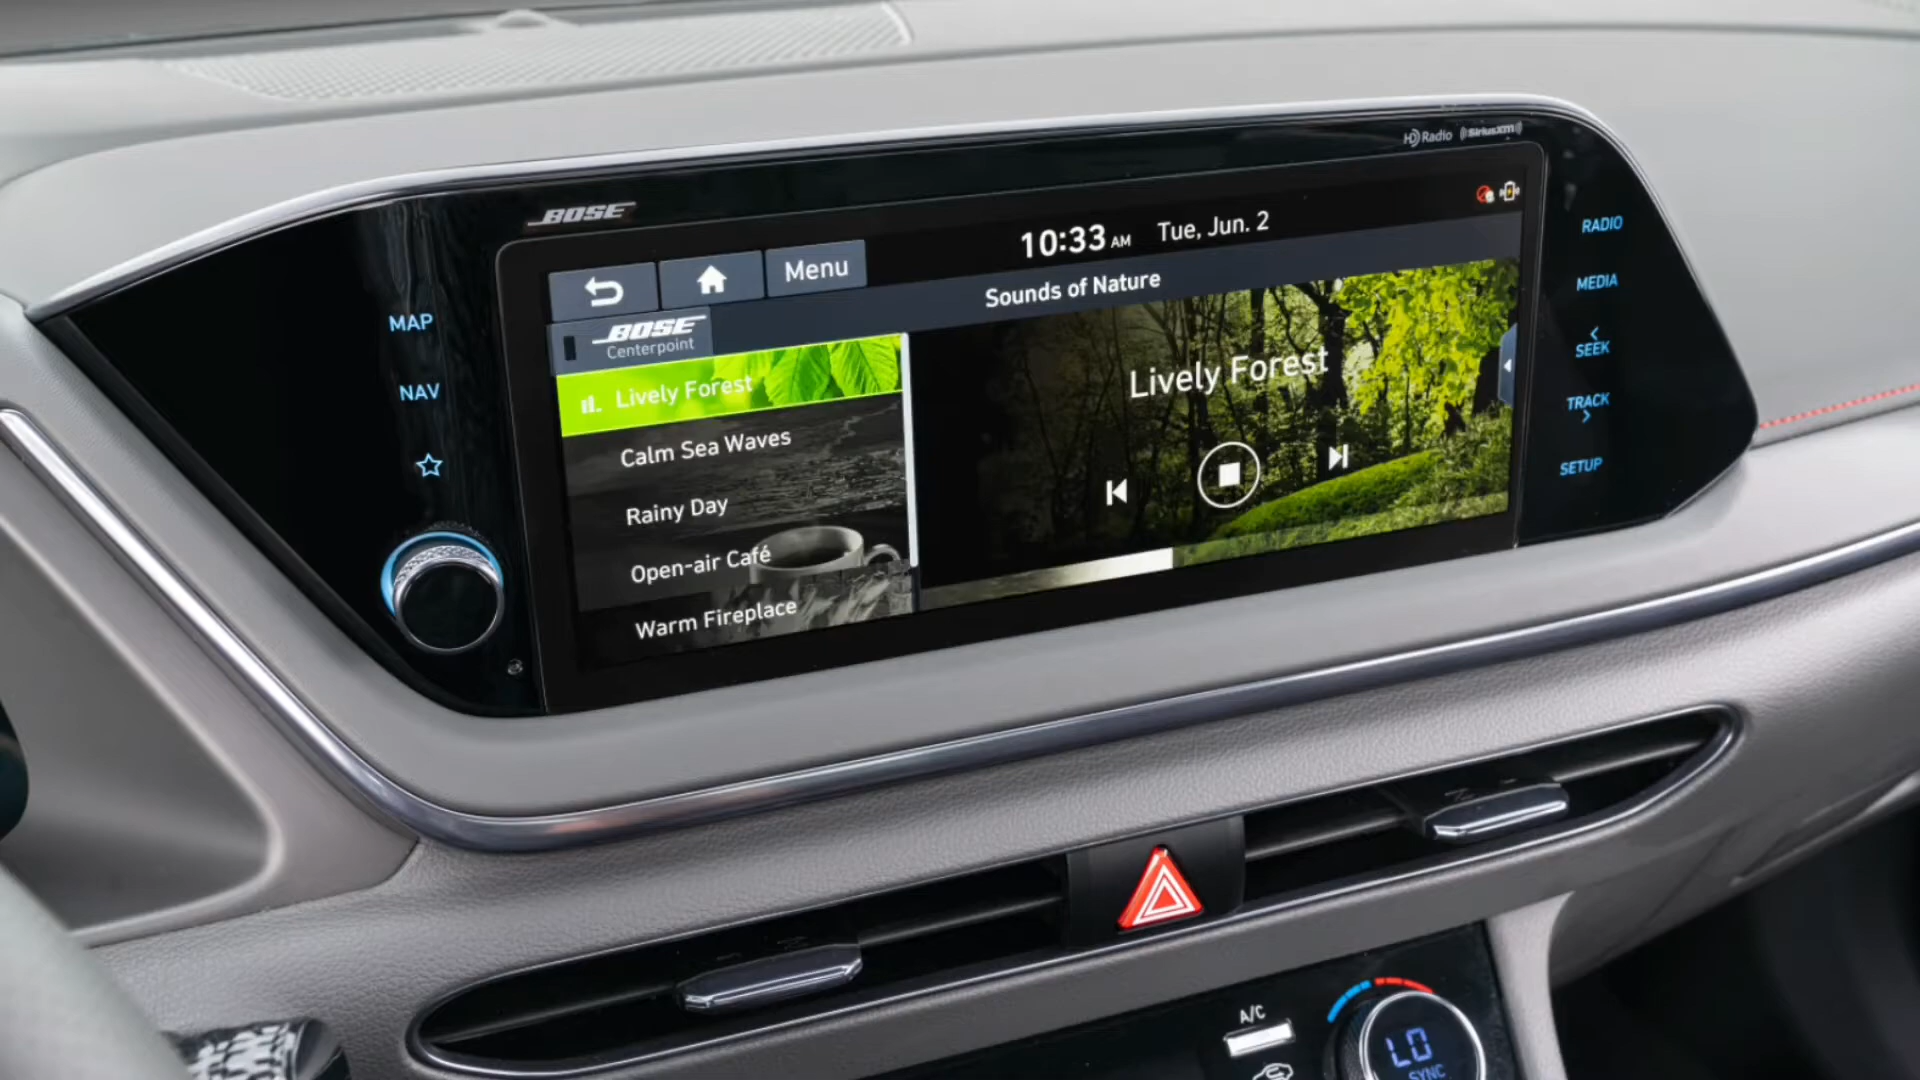 HD Radio
SiriusXM
BOSE
10:33 AM
Tue, Jun. 2
Menu
Sounds of Nature
BOSE
Centerpoint
Lively Forest
Calm Sea Waves
Rainy Day
Open-air Café
Warm Fireplace
Lively Forest
MAP
NAV
RADIO
MEDIA
SEEK
TRACK
SETUP
A/C
LO
SYNC